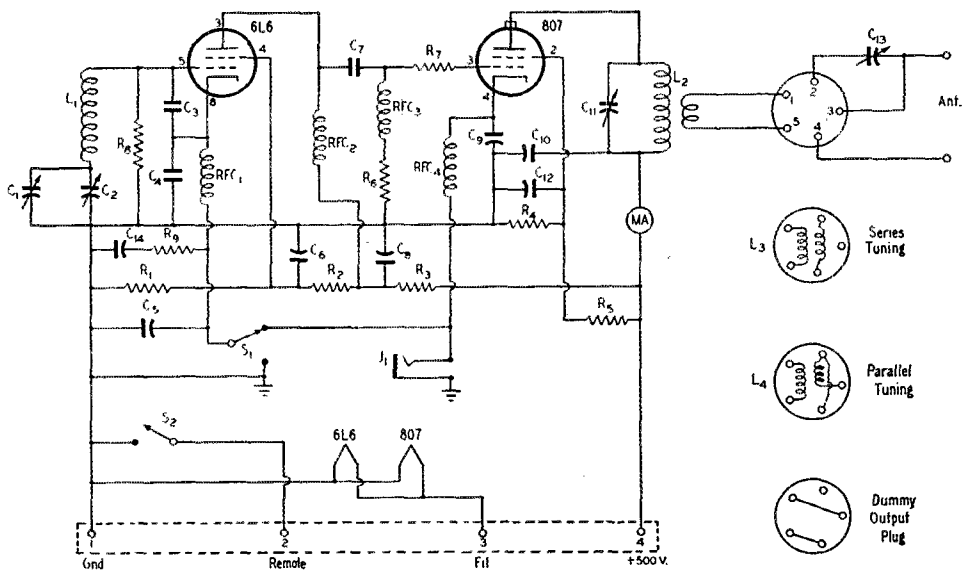 6L6
807
3
4
5
8
2
3
4
C7
R7
L1
C3
R8
C4
RFC1
RFC2
RFC3
R6
RFC4
C9
C10
C12
R4
C11
L2
C13
1
2
3
4
5
Ant.
MA
C1
C2
C14
R9
R1
C6
R2
C8
R3
R5
C5
S1
J1
L3
Series
Tuning
L4
Parallel
Tuning
S2
6L6
807
Dummy
Output
Plug
1
2
3
4
Gnd
Remote
Fil
+500 V.